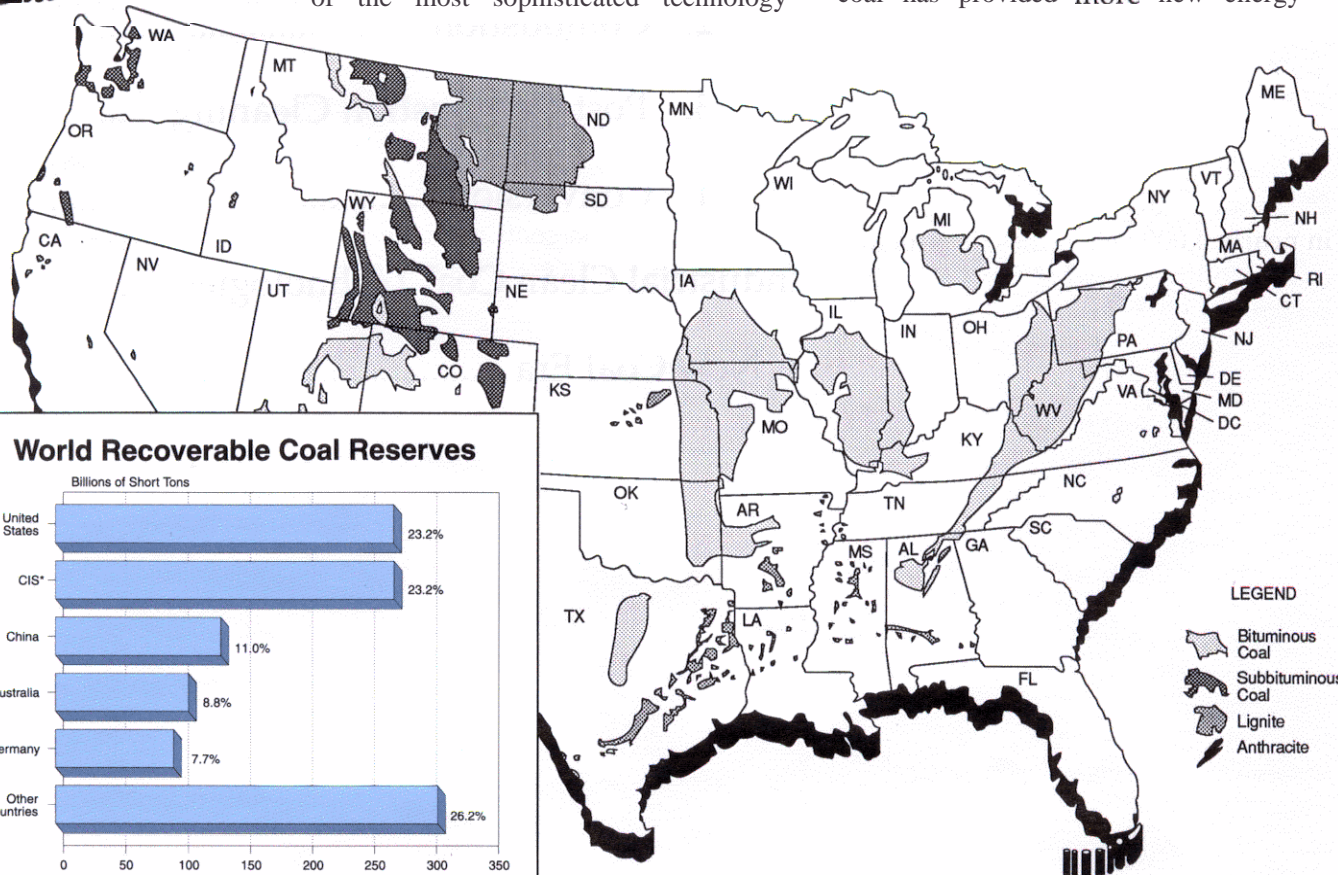 of the most sophisticated technology
coal has provided more new energy
WA
MT
ND
MN
ME
OR
WI
VT
NY
SD
MI
NH
WY
MA
CA
ID
NV
RI
IA
CT
UT
NE
IL
IN
OH
PA
NJ
CO
KS
DE
VA
MD
WV
MO
DC
KY
NC
OK
TN
AR
SC
MS
AL
GA
TX
LA
FL
World Recoverable Coal Reserves
Billions of Short Tons
United
States
23.2%
CIS*
23.2%
China
11.0%
ustralia
8.8%
ermany
7.7%
Other
untries
26.2%
0 50 100 150 200 250 300 350
LEGEND
Bituminous
Coal
Subbituminous
Coal
Lignite
Anthracite